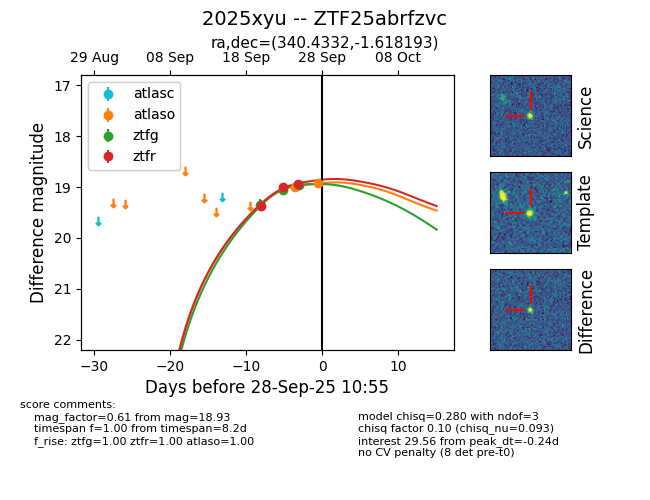 2025xyu -- ZTF25abrfzvc
ra,dec=(340.4332,-1.618193)
29 Aug 08 Sep 18 Sep 28 Sep 08 Oct
atlasc
atlaso
ztfg
ztfr
17
18
19
20
21
22
Difference magnitude
−30 −20 −10 0 10
Days before 28-Sep-25 10:55
Science
Template
Difference
score comments:
mag_factor=0.61 from mag=18.93
timespan f=1.00 from timespan=8.2d
f_rise: ztfg=1.00 ztfr=1.00 atlaso=1.00
model chisq=0.280 with ndof=3
chisq factor 0.10 (chisq_nu=0.093)
interest 29.56 from peak_dt=-0.24d
no CV penalty (8 det pre-t0)